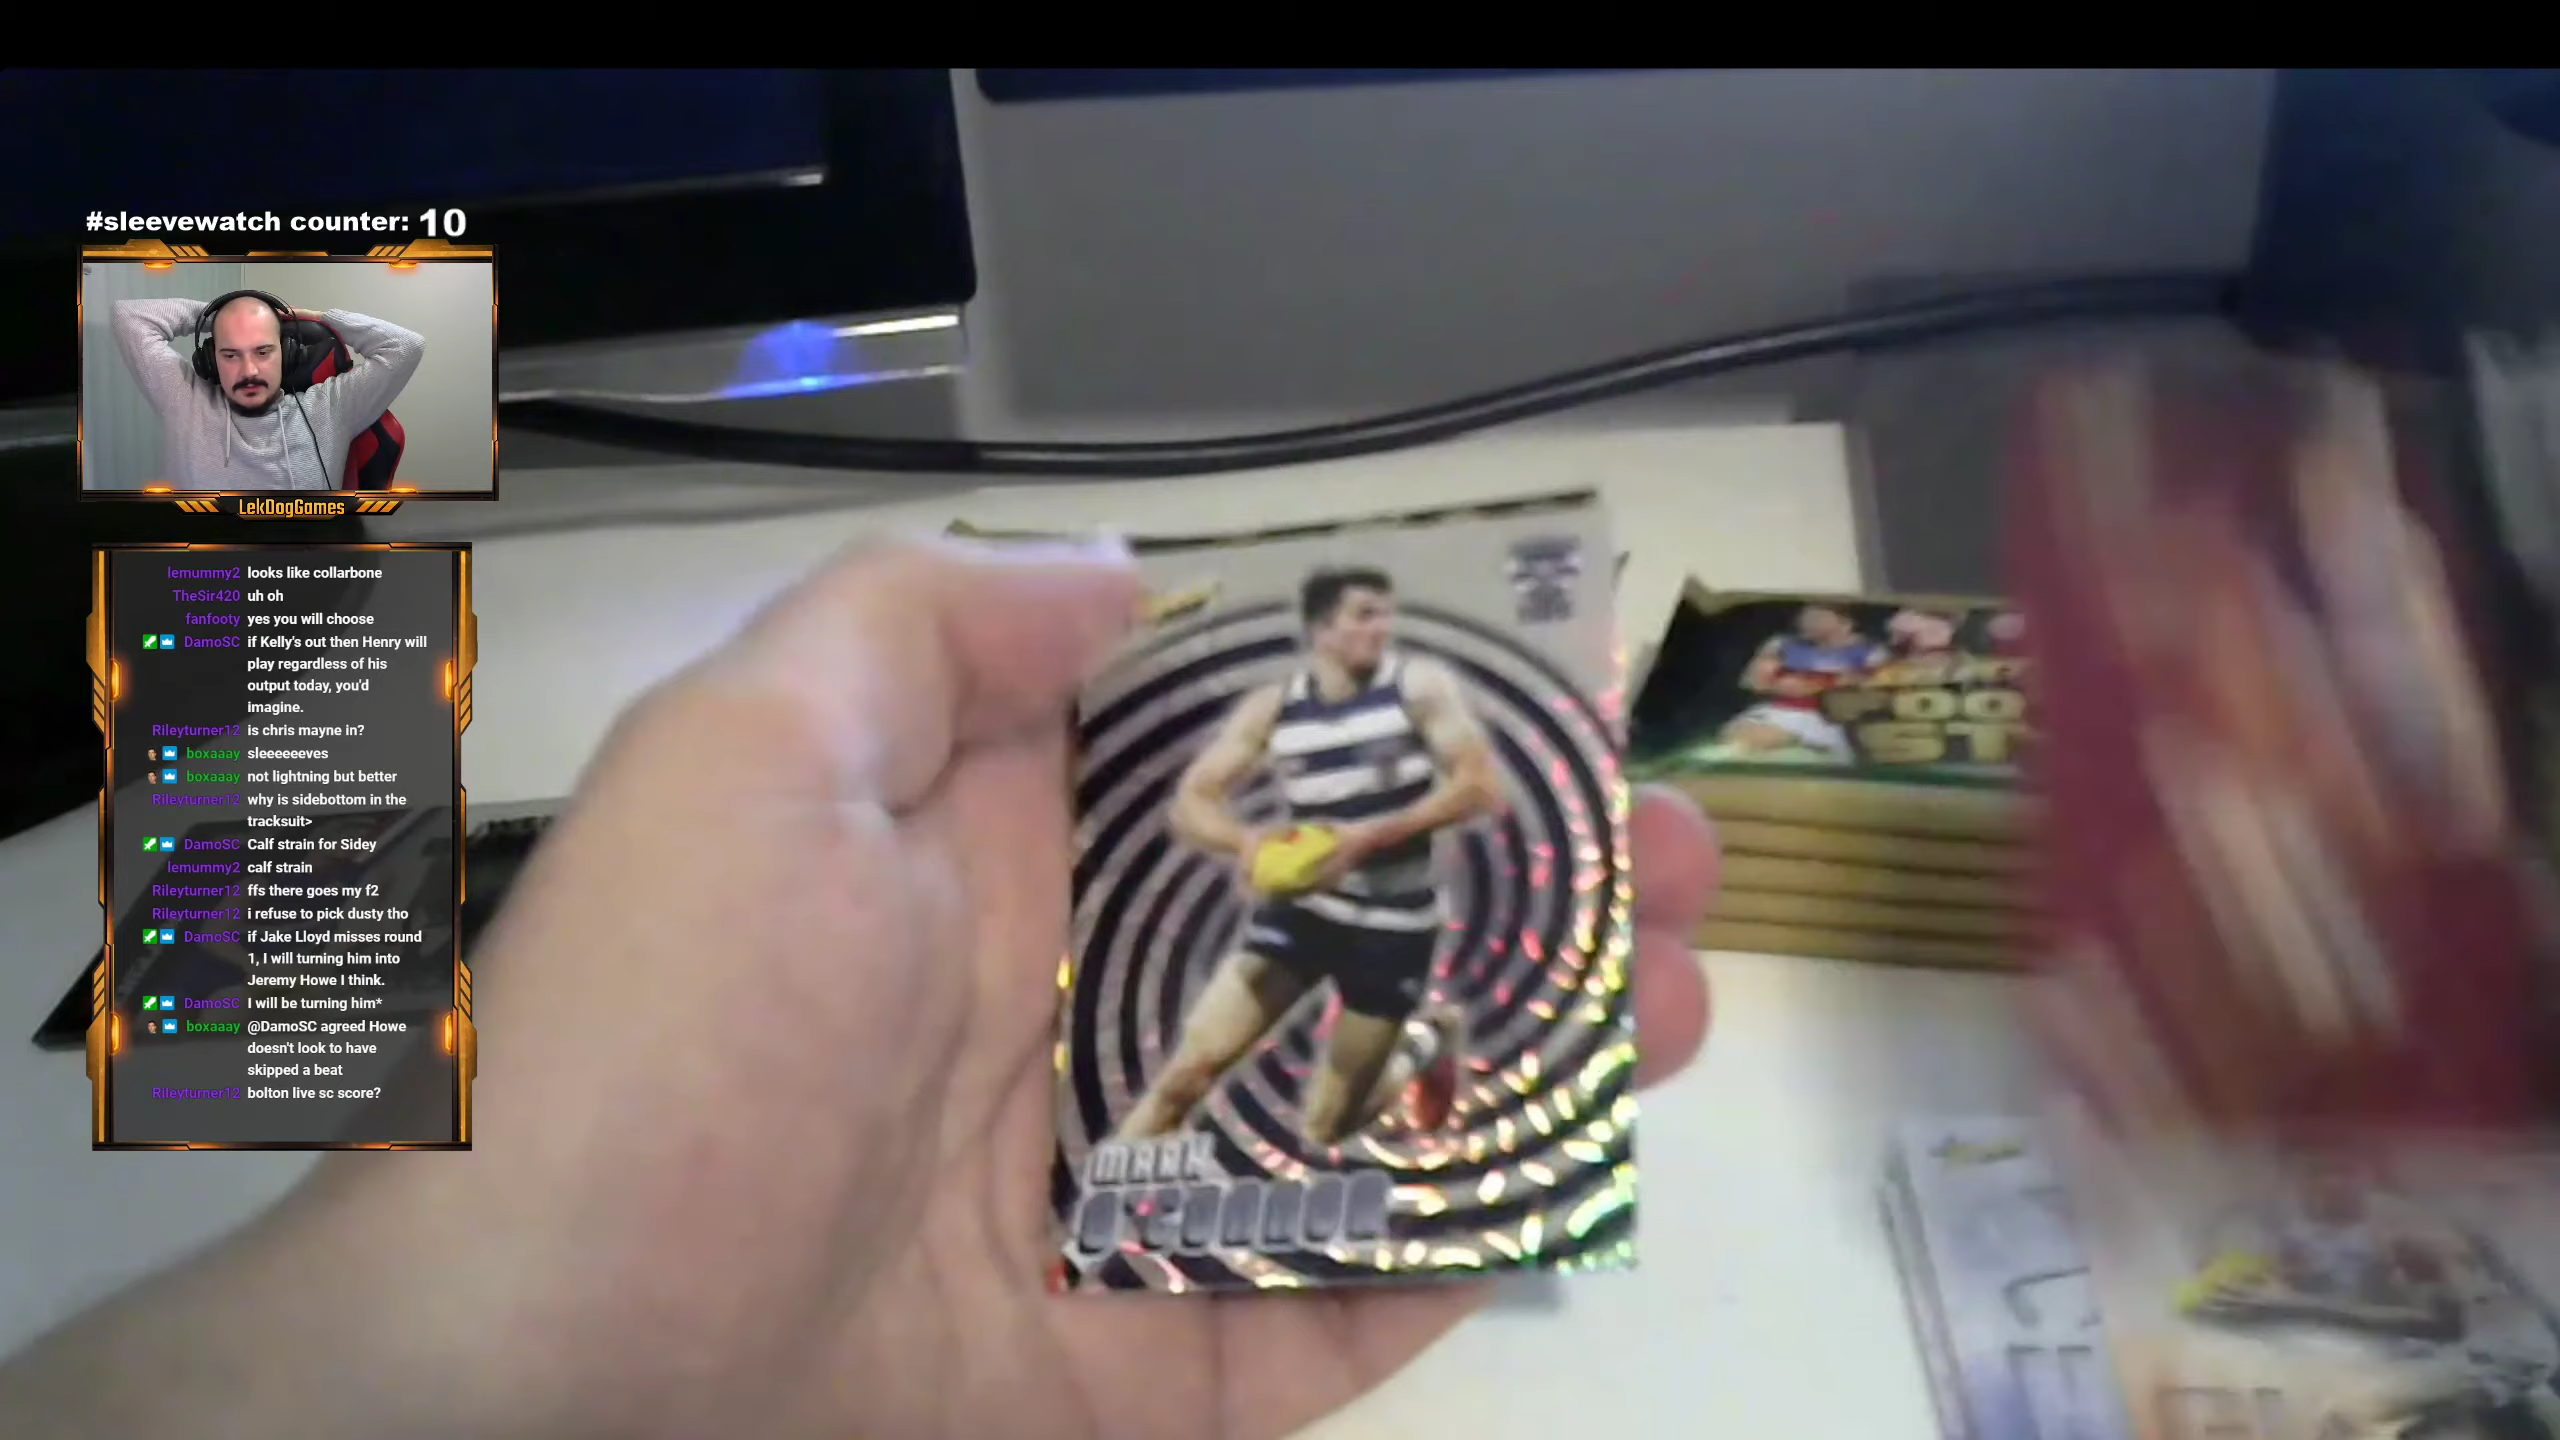 #sleevewatch counter: 10
LekDogGames
lemummy2 looks like collarbone
TheSir420 uh oh
fanfooty yes you will choose
DamoSC if Kelly's out then Henry will
play regardless of his
output today, you'd
imagine.
Rileyturner12 is chris mayne in?
boxaaay sleeeeeeves
boxaaay not lightning but better
Rileyturner12 why is sidebottom in the
tracksuit>
DamoSC Calf strain for Sidey
lemummy2 calf strain
Rileyturner12 ffs there goes my f2
Rileyturner12 i refuse to pick dusty tho
DamoSC if Jake Lloyd misses round
1, I will turning him into
Jeremy Howe I think.
DamoSC I will be turning him*
boxaaay @DamoSC agreed Howe
doesn't look to have
skipped a beat
Rileyturner12 bolton live sc score?
MARK